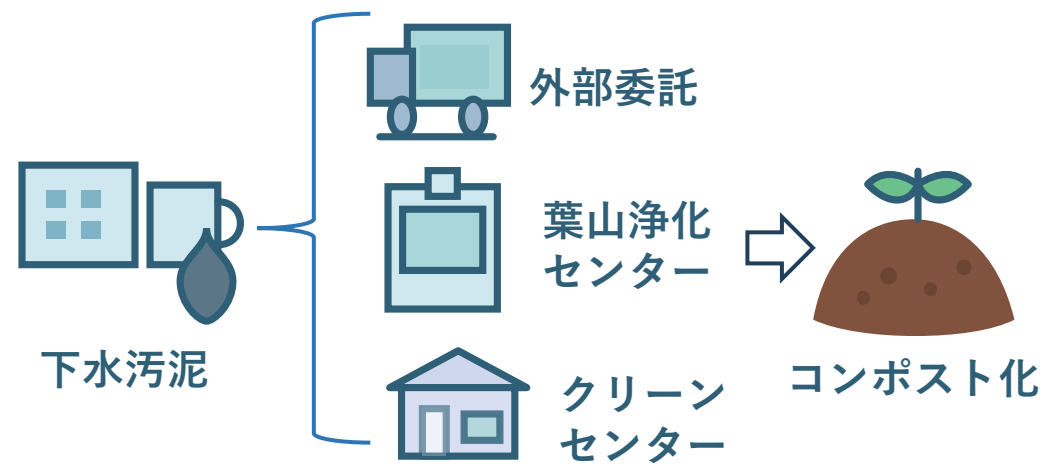 下水汚泥
外部委託
葉山浄化
センター
クリーン
センター
コンポスト化